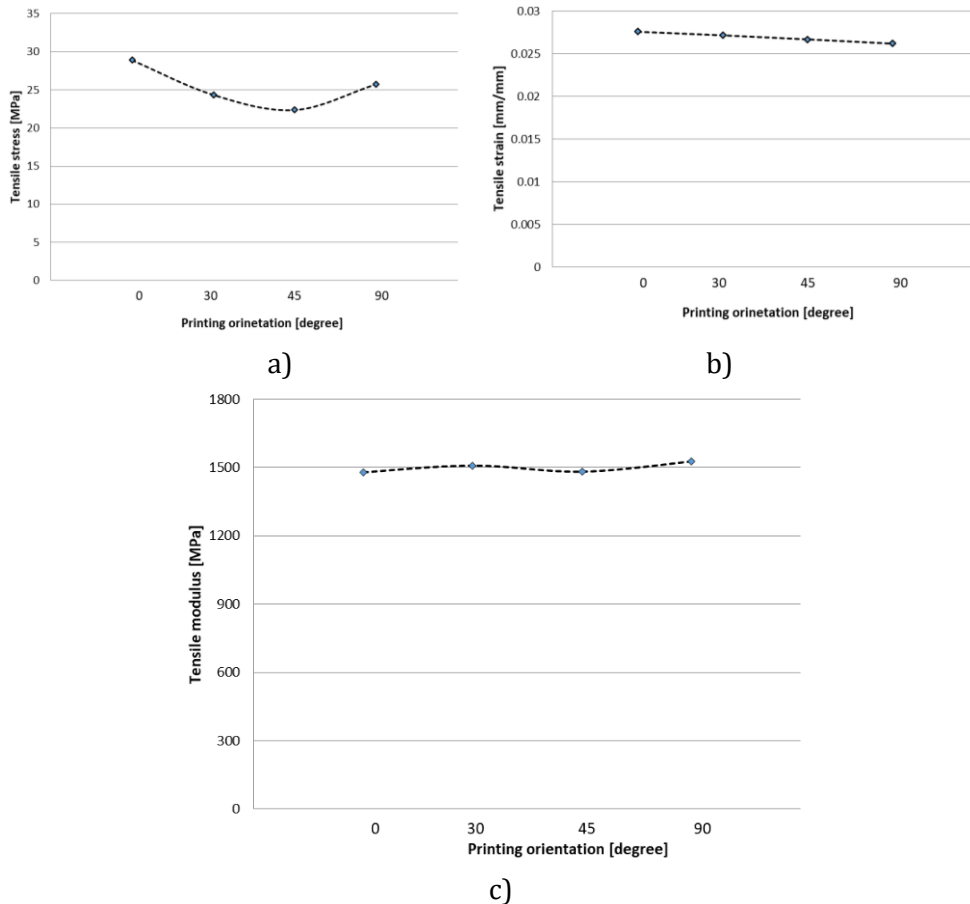 35
30
25
20
15
10
5
0
Tensile stress [MPa]
0 30 45 90
Printing orinetation [degree]
a)
0.03
0.025
0.02
0.015
0.01
0.005
0
Tensile strain [mm/mm]
0 30 45 90
Printing orinetation [degree]
b)
1800
1500
1200
900
600
300
0
Tensile modulus [MPa]
0 30 45 90
Printing orientation [degree]
c)